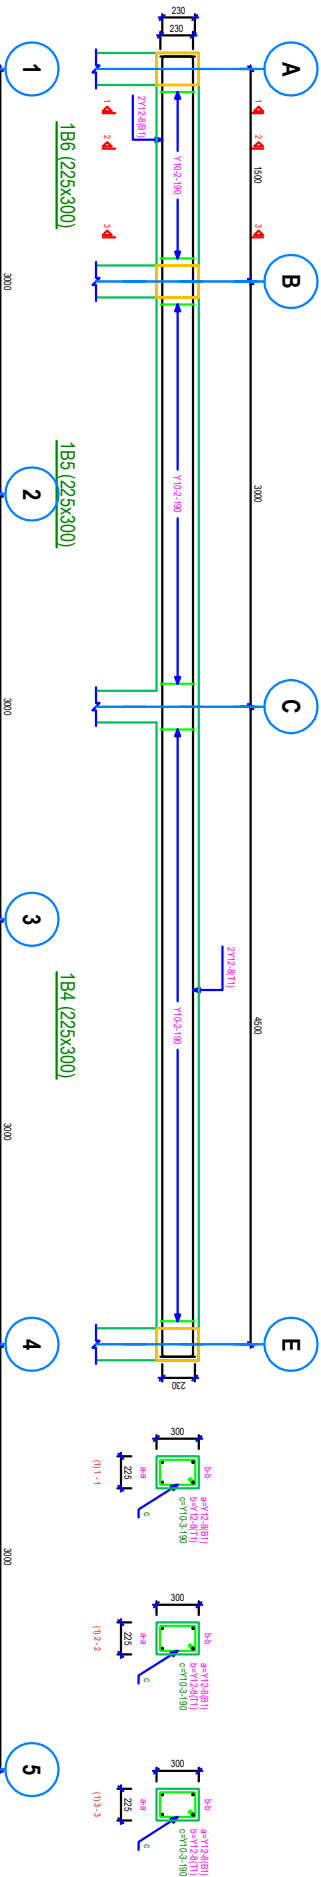 A
B
C
E
1
2
3
1500
3000
4500
2Y12-8(T1)
230
230
Y10-2-190
Y10-2-190
Y10-2-190
230
2Y12-8(B1)
1
2
3
1B6 (225x300)
1B5 (225x300)
1B4 (225x300)
b-b
a=Y12-8(B1)
b=Y12-8(T1)
c=Y10-3-190
300
a-a
225
c
(1)1 - 1
b-b
a=Y12-8(B1)
b=Y12-8(T1)
c=Y10-3-190
300
a-a
225
c
(1)2 - 2
b-b
a=Y12-8(B1)
b=Y12-8(T1)
c=Y10-3-190
300
a-a
225
c
(1)3 - 3
1
2
3
4
5
3000
3000
3000
3000